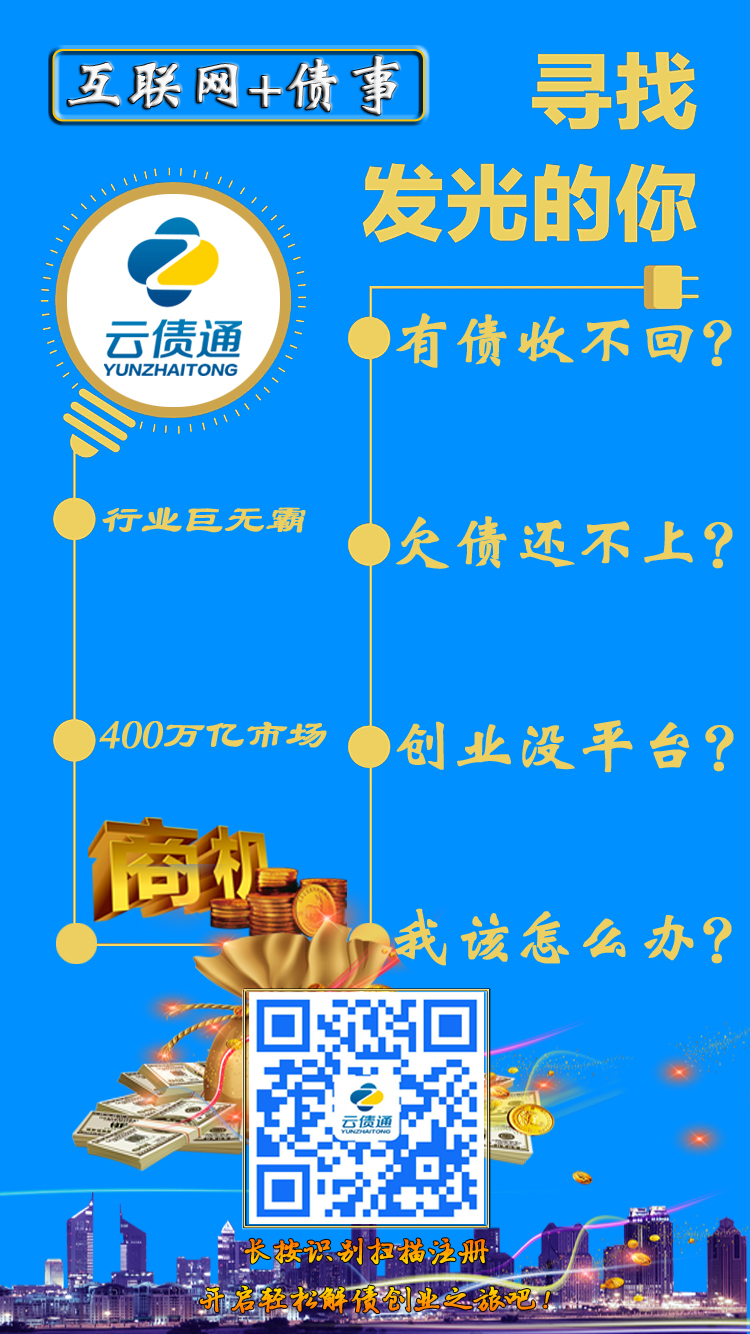 互联网+债事
寻找
发光的你
云债通
YUNZHAITONG
有债收不回?
行业巨无霸
欠债还不上?
400万亿市场
创业没平台?
商机
我该怎么办?
云债通
YUNZHAITONG
长按识别扫描注册
开启轻松解债创业之旅吧!